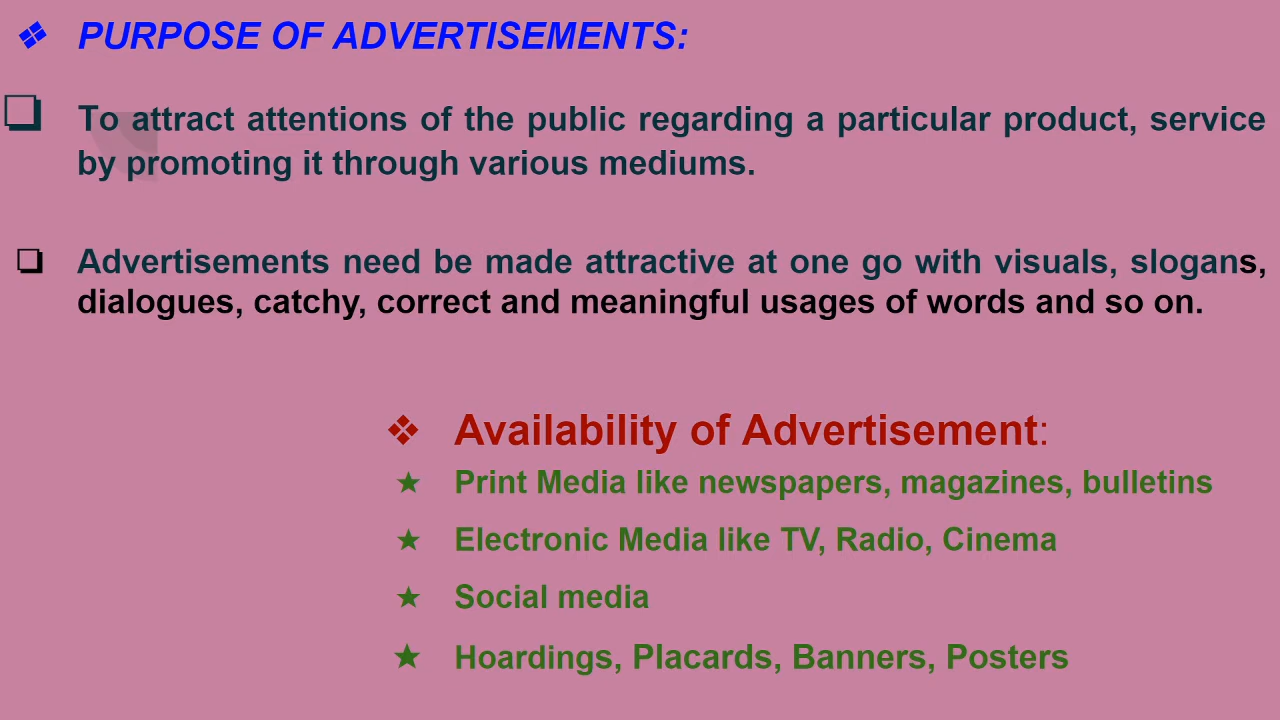 ❖ PURPOSE OF ADVERTISEMENTS:
❏ To attract attentions of the public regarding a particular product, service
by promoting it through various mediums.
❏ Advertisements need be made attractive at one go with visuals, slogans,
dialogues, catchy, correct and meaningful usages of words and so on.
❖ Availability of Advertisement:
★ Print Media like newspapers, magazines, bulletins
★ Electronic Media like TV, Radio, Cinema
★ Social media
★ Hoardings, Placards, Banners, Posters